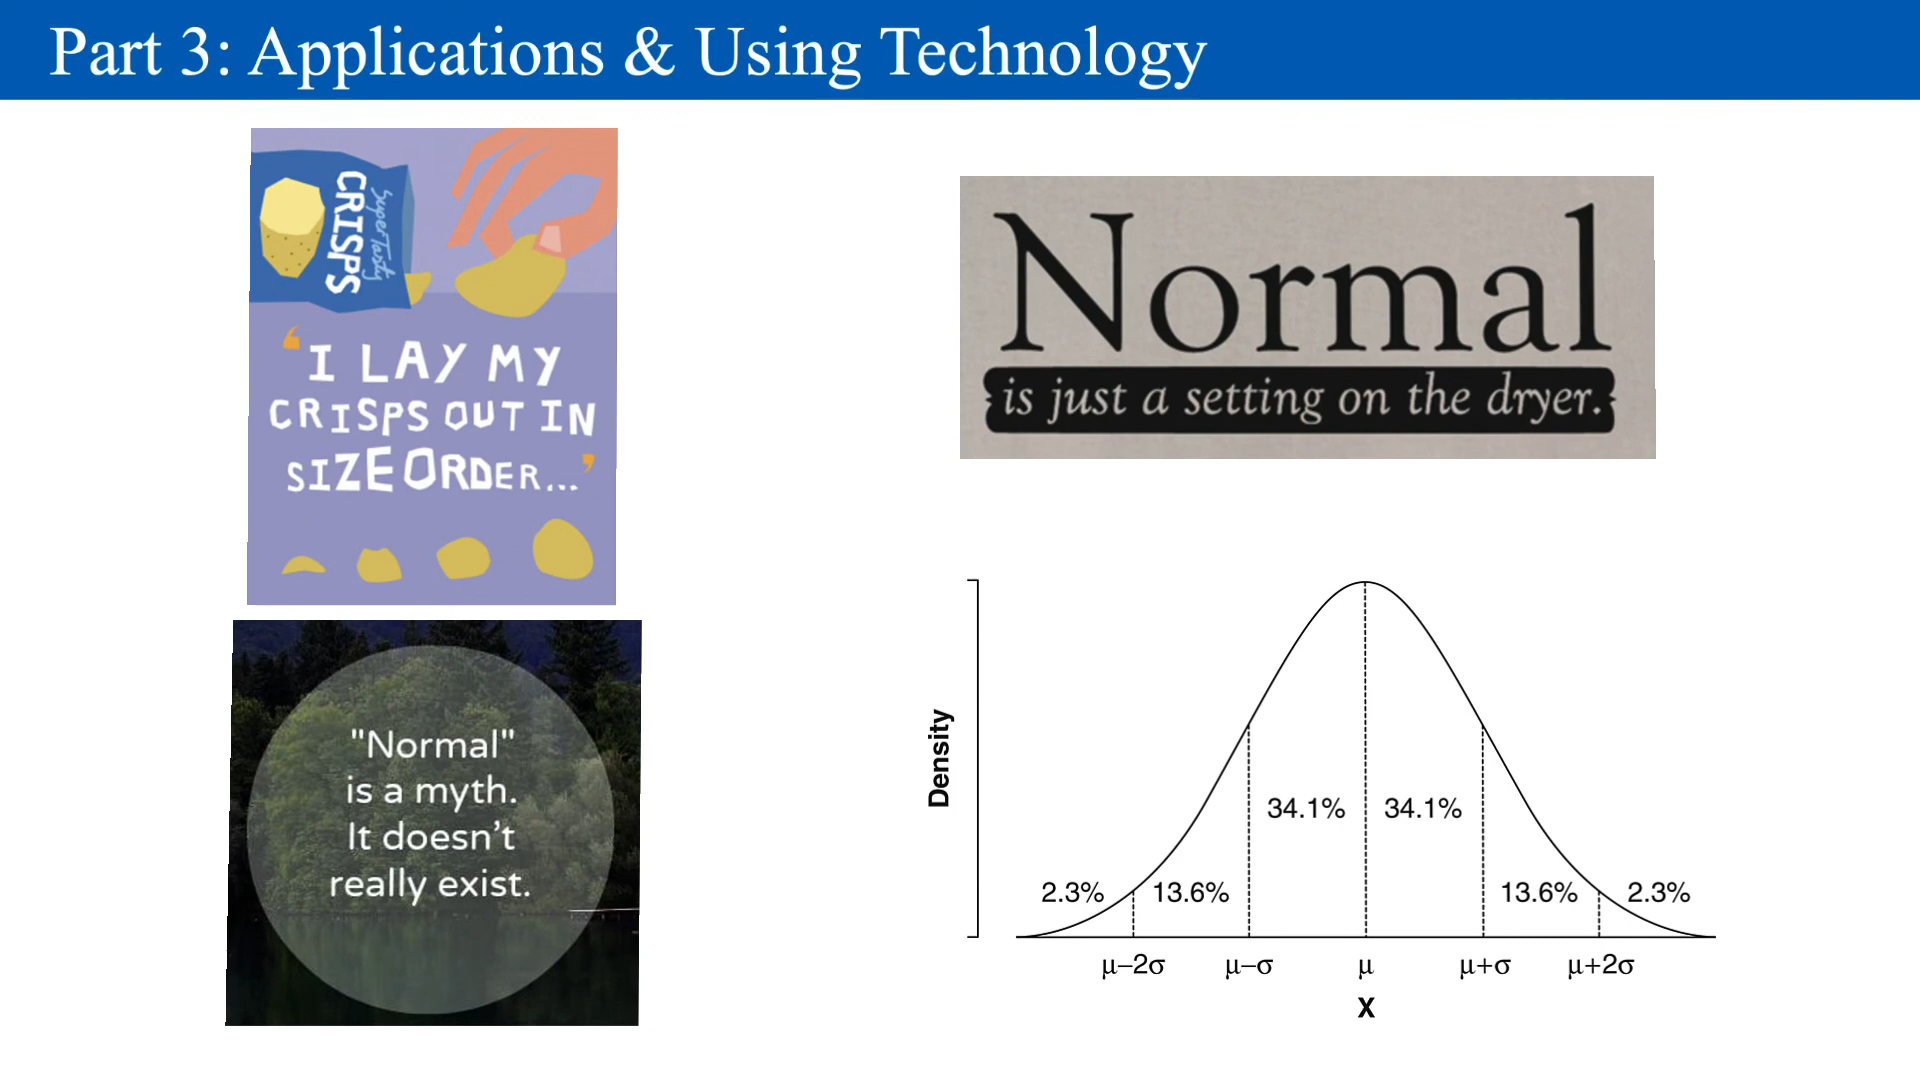 Part 3: Applications & Using Technology
Super Tasty
CRISPS
‘I LAY MY
CRISPS OUT IN
SIZE ORDER...’
"Normal"
is a myth.
It doesn’t
really exist.
Normal
is just a setting on the dryer.
Density
34.1% 34.1%
2.3% 13.6% 13.6% 2.3%
μ−2σ μ−σ μ μ+σ μ+2σ
X